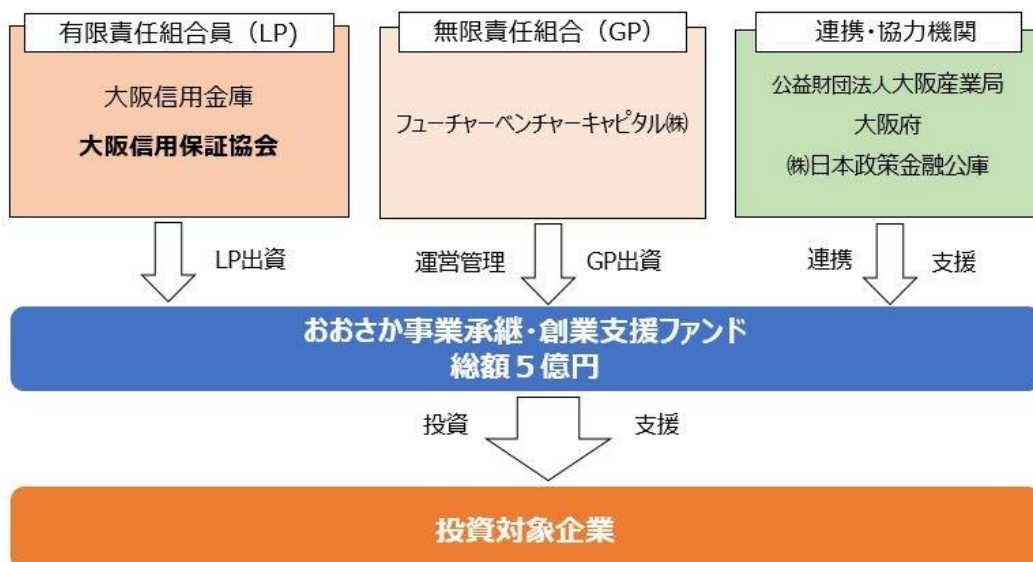 有限責任組合員（LP)
大阪信用金庫
大阪信用保証協会
無限責任組合（GP）
フューチャーベンチャーキャピタル㈱
連携・協力機関
公益財団法人大阪産業局
大阪府
㈱日本政策金融公庫
LP出資
運営管理
GP出資
連携
支援
おおさか事業承継・創業支援ファンド
総額５億円
投資
支援
投資対象企業